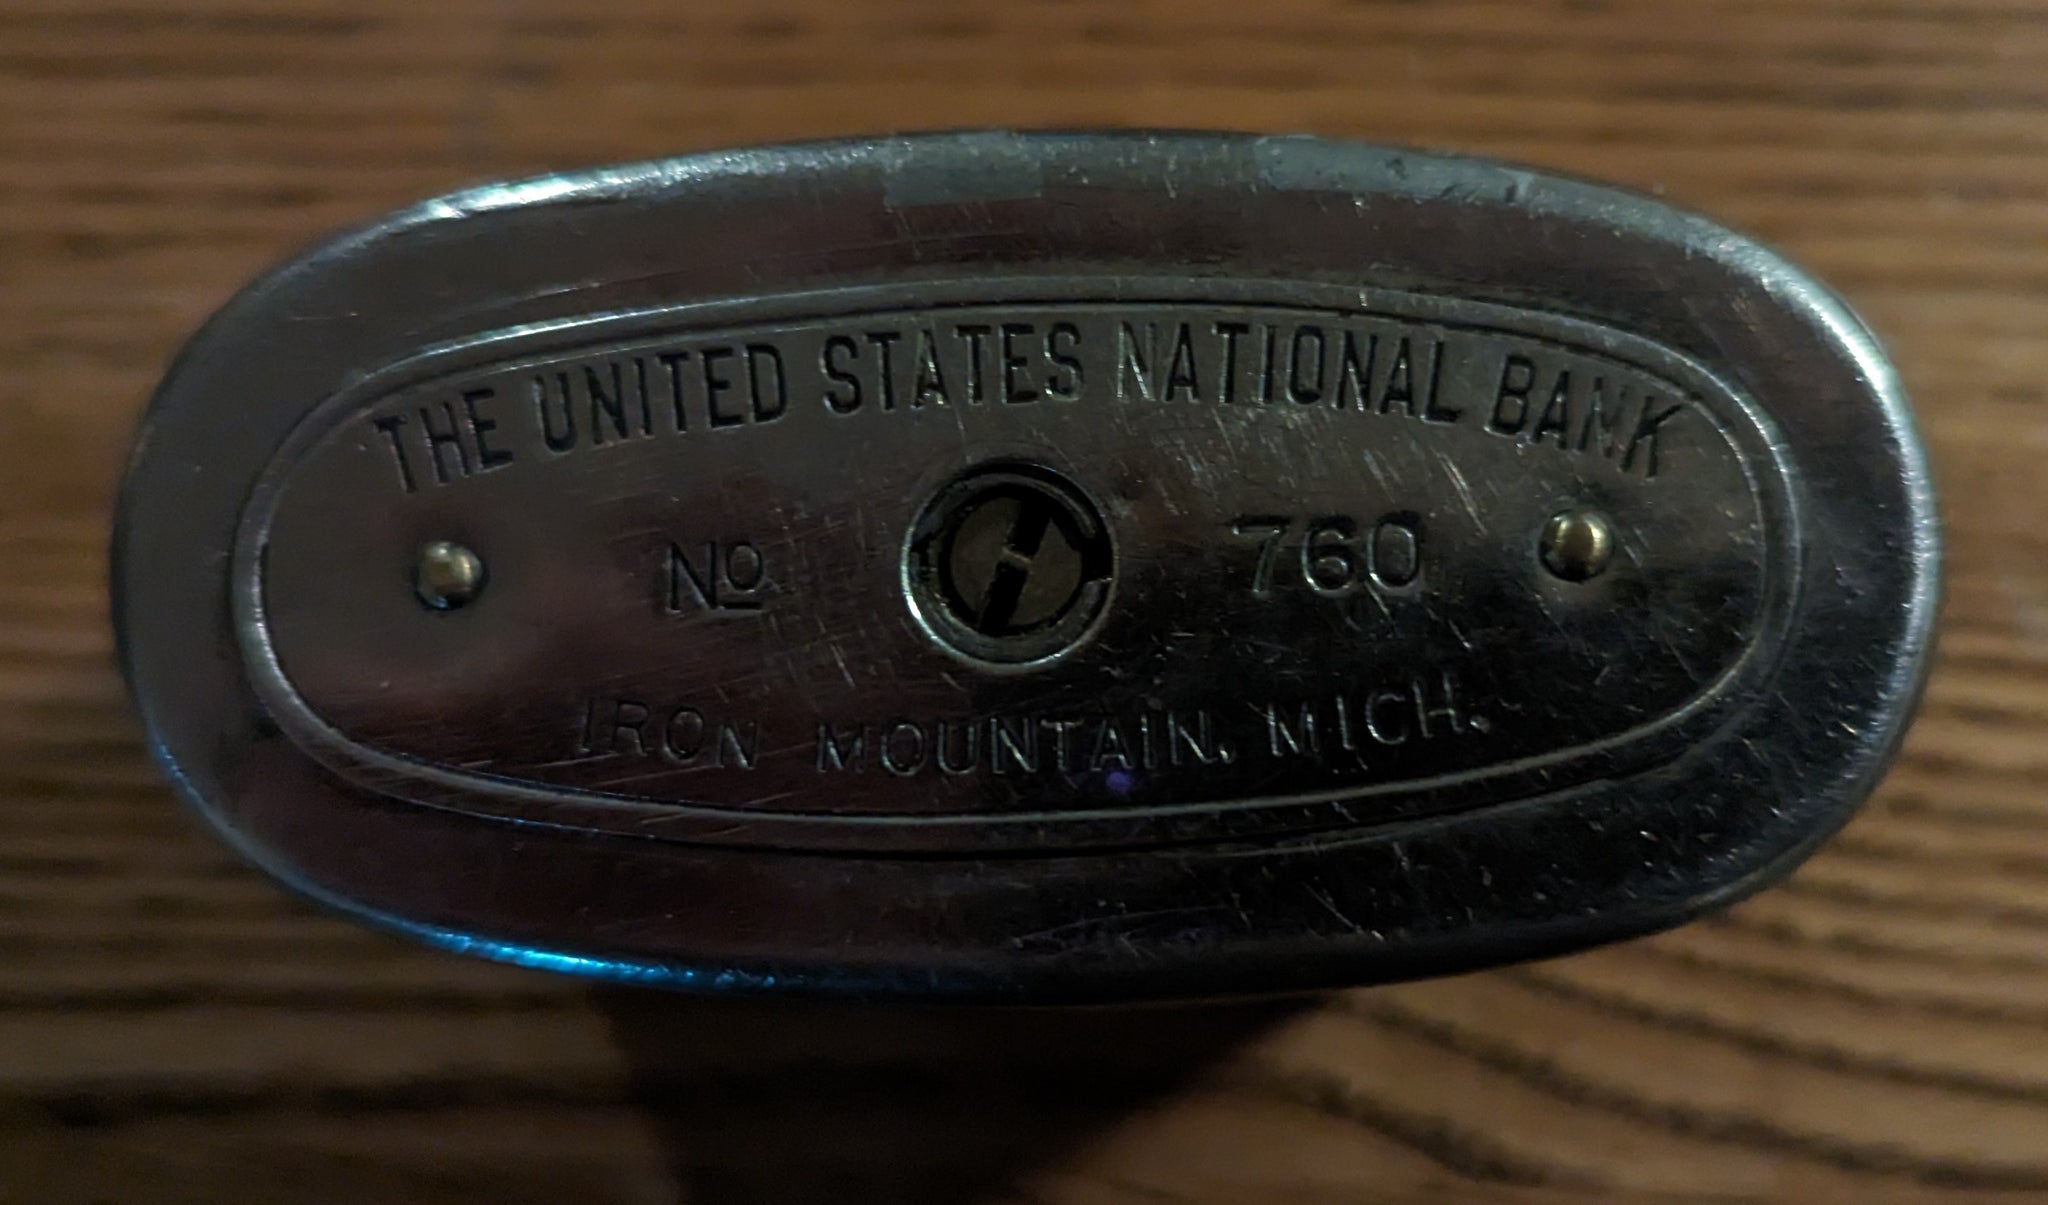 THE UNITED STATES NATIONAL BANK
No 760
IRON MOUNTAIN, MICH.